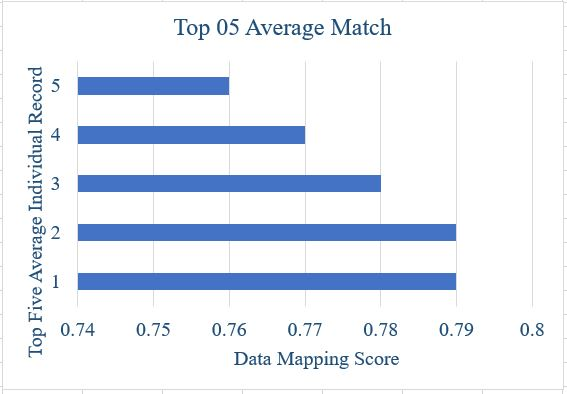 Top 05 Average Match
Top Five Average Individual Record
5
4
3
2
1
0.74 0.75 0.76 0.77 0.78 0.79 0.8
Data Mapping Score